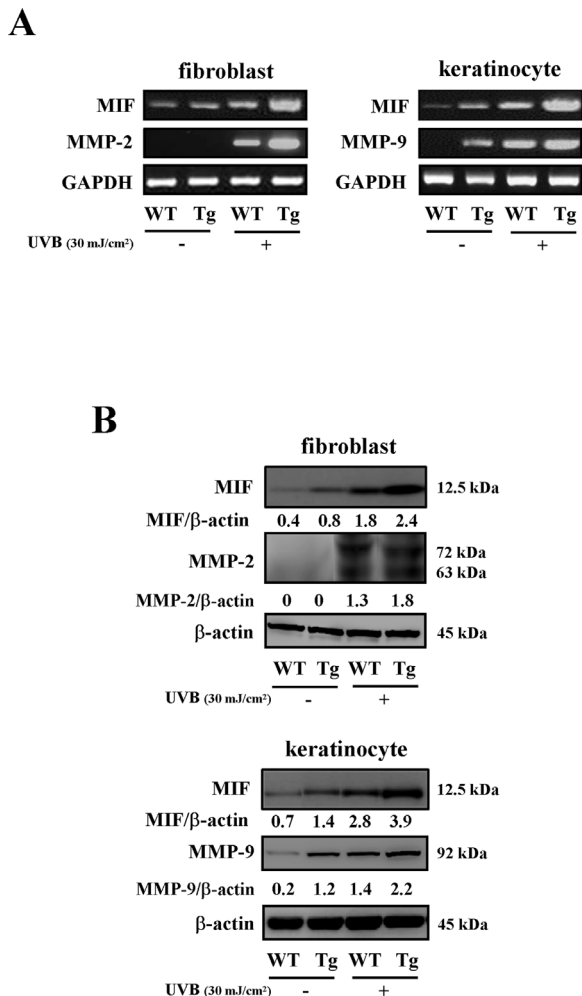 A
fibroblast
MIF
MMP-2
GAPDH
WT Tg WT Tg
UVB (30 mJ/cm²) - +
keratinocyte
MIF
MMP-9
GAPDH
WT Tg WT Tg
- +
B
fibroblast
MIF 12.5 kDa
MIF/β-actin 0.4 0.8 1.8 2.4
MMP-2 72 kDa
63 kDa
MMP-2/β-actin 0 0 1.3 1.8
β-actin 45 kDa
WT Tg WT Tg
UVB (30 mJ/cm²) - +
keratinocyte
MIF 12.5 kDa
MIF/β-actin 0.7 1.4 2.8 3.9
MMP-9 92 kDa
MMP-9/β-actin 0.2 1.2 1.4 2.2
β-actin 45 kDa
WT Tg WT Tg
UVB (30 mJ/cm²) - +